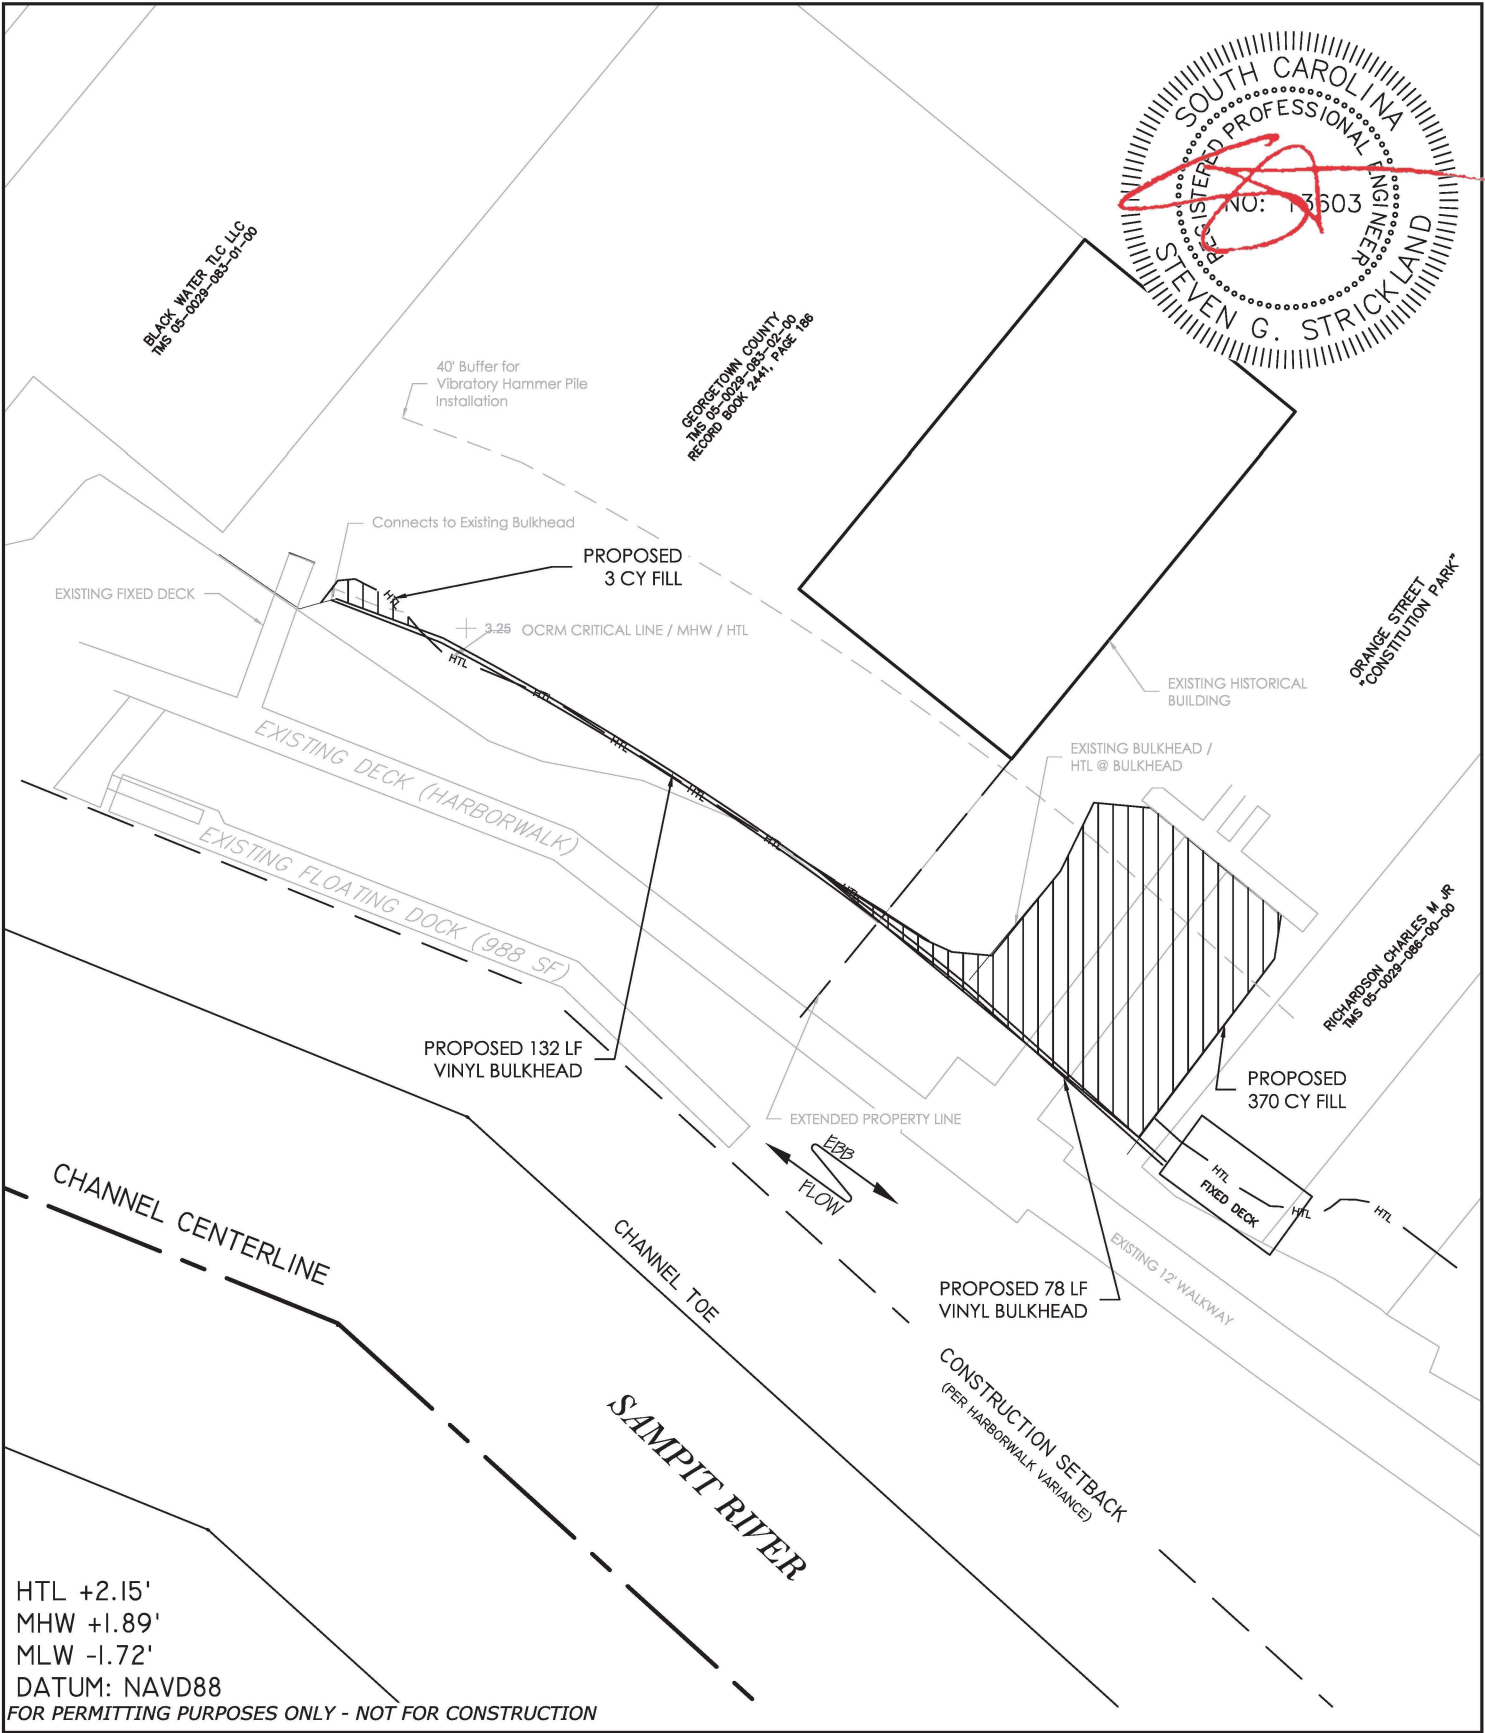 SOUTH CAROLINA
REGISTERED PROFESSIONAL ENGINEER
NO: 13603
STEVEN G. STRICKLAND
BLACK WATER TLC LLC
TMS 05-0029-083-01-00
GEORGETOWN COUNTY
TMS 05-0029-083-02-00
RECORD BOOK 2441, PAGE 186
40' Buffer for
Vibratory Hammer Pile
Installation
Connects to Existing Bulkhead
PROPOSED
3 CY FILL
EXISTING FIXED DECK
HTL
3.25 OCRM CRITICAL LINE / MHW / HTL
HTL
HTL
HTL
HTL
HTL
HTL
ORANGE STREET
"CONSTITUTION PARK"
EXISTING HISTORICAL
BUILDING
EXISTING BULKHEAD /
HTL @ BULKHEAD
EXISTING DECK (HARBORWALK)
EXISTING FLOATING DOCK (988 SF)
RICHARDSON CHARLES M JR
TMS 05-0029-086-00-00
PROPOSED 132 LF
VINYL BULKHEAD
PROPOSED
370 CY FILL
EXTENDED PROPERTY LINE
EBB
FLOW
HTL
FIXED DECK
HTL
HTL
CHANNEL CENTERLINE
CHANNEL TOE
EXISTING 12' WALKWAY
PROPOSED 78 LF
VINYL BULKHEAD
CONSTRUCTION SETBACK
(PER HARBORWALK VARIANCE)
SAMPIT RIVER
HTL +2.15'
MHW +1.89'
MLW -1.72'
DATUM: NAVD88
FOR PERMITTING PURPOSES ONLY - NOT FOR CONSTRUCTION